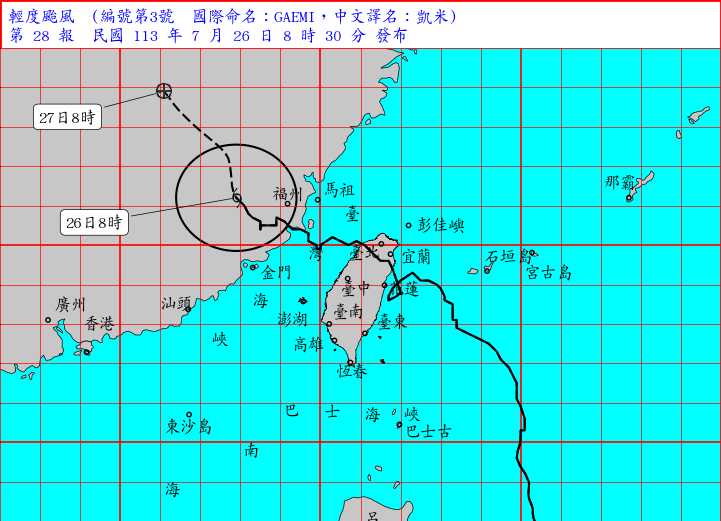 輕度颱風 (編號第3號 國際命名：GAEMI，中文譯名：凱米)
第 28 報 民國 113 年 7 月 26 日 8 時 30 分 發布
27日8時
26日8時
福州
馬祖
那霸
臺
彭佳嶼
灣
臺北
宜蘭
石垣島
宮古島
金門
海
臺中
花蓮
廣州
汕頭
香港
澎湖
臺南
臺東
峽
高雄
恆春
巴
士
海
峽
東沙島
巴士古
南
海
呂